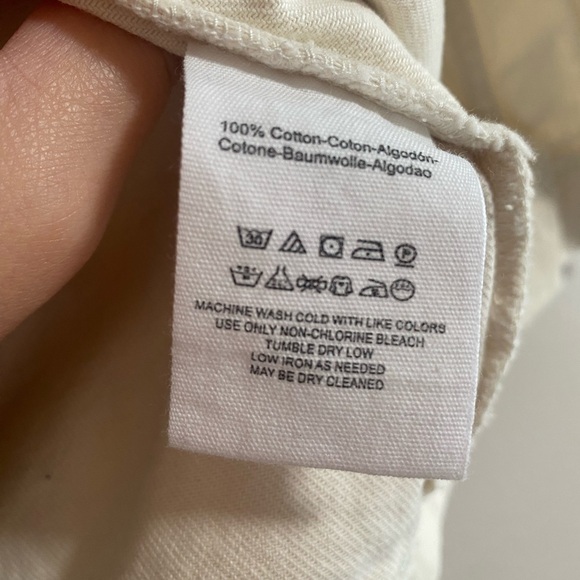 100% Cotton-Coton-Algodón-
Cotone-Baumwolle-Algodao
30
P
MACHINE WASH COLD WITH LIKE COLORS
USE ONLY NON-CHLORINE BLEACH
TUMBLE DRY LOW
LOW IRON AS NEEDED
MAY BE DRY CLEANED